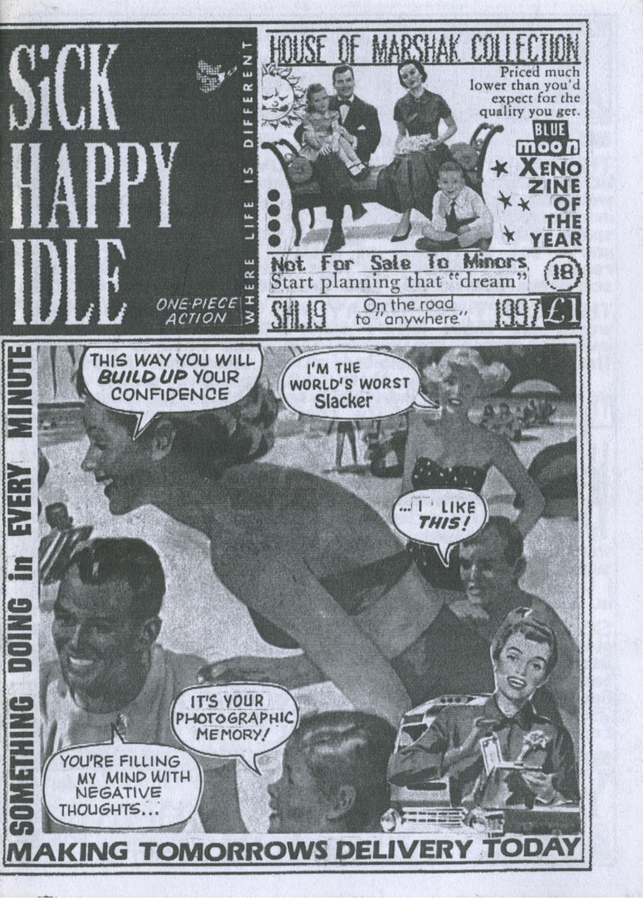 SiCK
HAPPY
IDLE
ONE-PIECE
ACTION
WHERE LIFE IS DIFFERENT
HOUSE OF MARSHAK COLLECTION
Priced much
lower than you'd
expect for the
quality you get.
BLUE
moon
XENO
ZINE
OF
THE
YEAR
Not For Sale To Minors
Start planning that "dream"
18
SHI.19
On the road
to "anywhere"
1997
£1
SOMETHING DOING in EVERY MINUTE
THIS WAY YOU WILL
BUILD UP YOUR
CONFIDENCE
I'M THE
WORLD'S WORST
Slacker
...I LIKE
THIS!
IT'S YOUR
PHOTOGRAPHIC
MEMORY!
YOU'RE FILLING
MY MIND WITH
NEGATIVE
THOUGHTS...
MAKING TOMORROWS DELIVERY TODAY